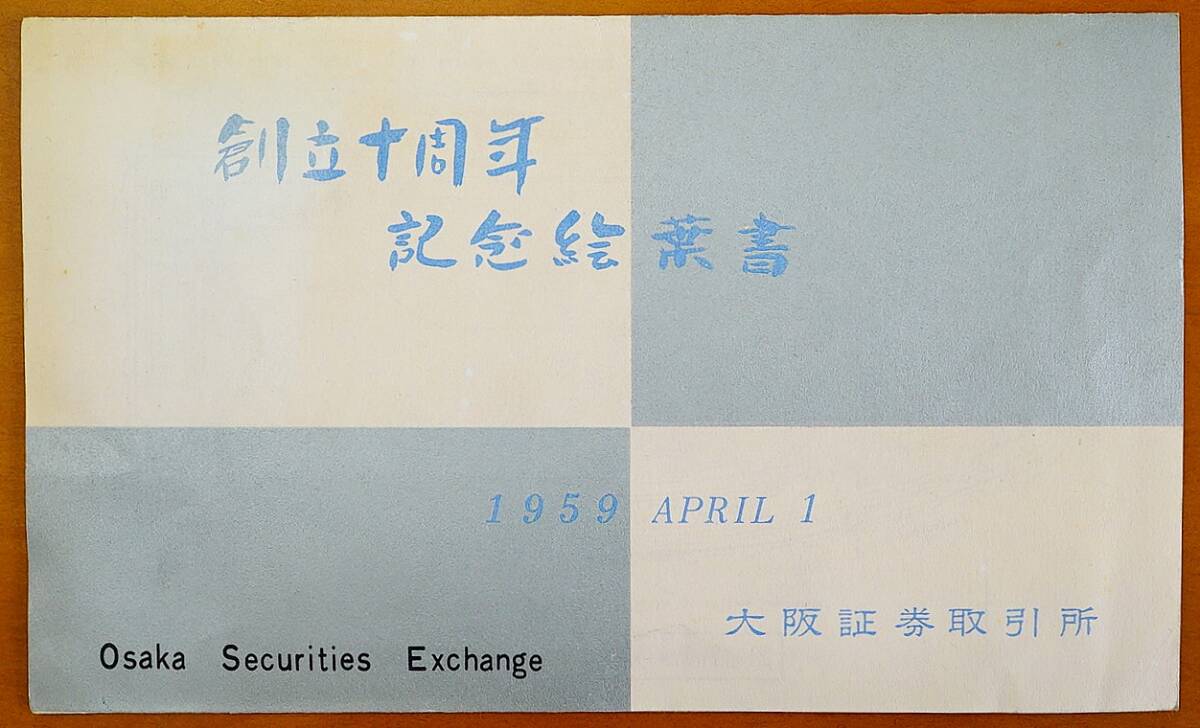 創立十周年
記念絵葉書
1959 APRIL 1
大阪証券取引所
Osaka Securities Exchange